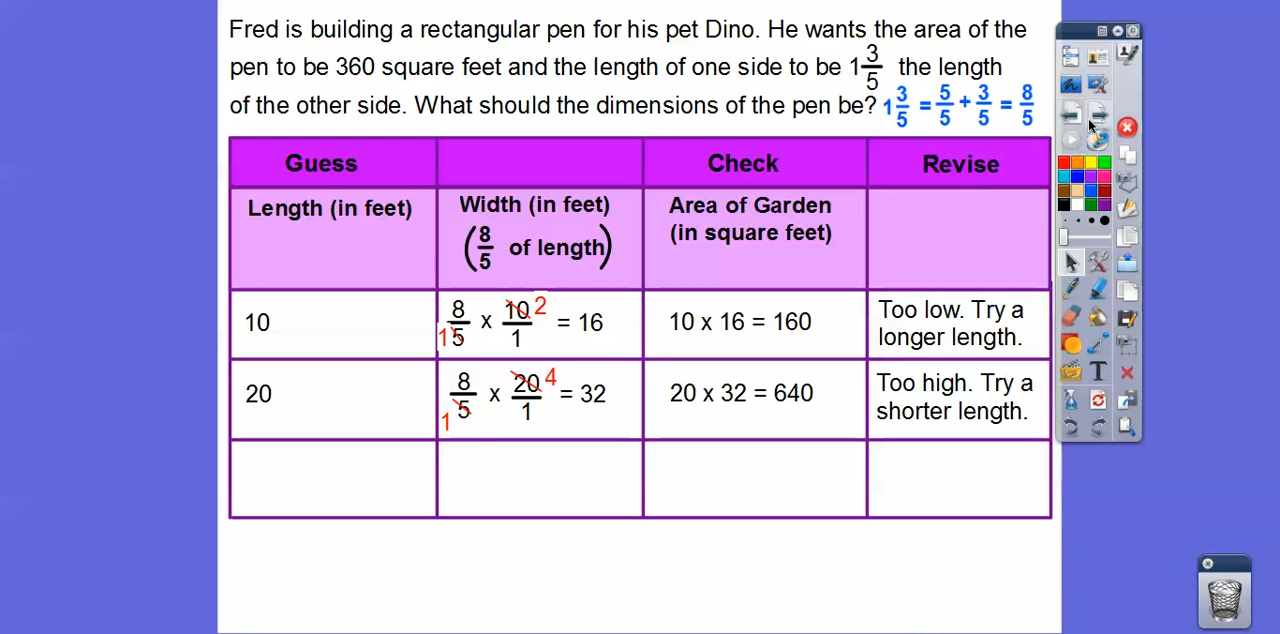 Fred is building a rectangular pen for his pet Dino. He wants the area of the
pen to be 360 square feet and the length of one side to be 1 3/5 the length
of the other side. What should the dimensions of the pen be? 1 3/5 = 5/5 + 3/5 = 8/5
Guess Check Revise
Length (in feet) Width (in feet) Area of Garden
(8/5 of length) (in square feet)
10 8/5 x 10/1 = 16 10 x 16 = 160 Too low. Try a
1 2 longer length.
20 8/5 x 20/1 = 32 20 x 32 = 640 Too high. Try a
1 4 shorter length.
T